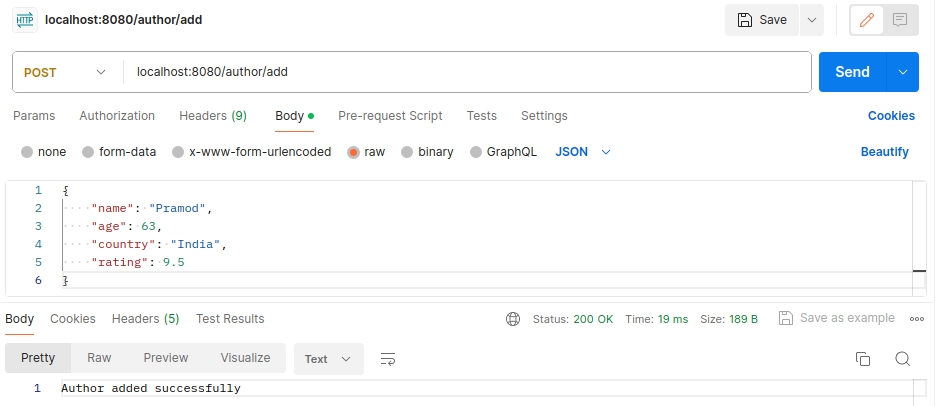 HTTP localhost:8080/author/add Save
POST localhost:8080/author/add Send
Params Authorization Headers (9) Body Pre-request Script Tests Settings Cookies
none form-data x-www-form-urlencoded raw binary GraphQL JSON Beautify
1 {
2 ····"name":·"Pramod",
3 ····"age":·63,
4 ····"country":·"India",
5 ····"rating":·9.5
6 }
Body Cookies Headers (5) Test Results Status: 200 OK Time: 19 ms Size: 189 B Save as example
Pretty Raw Preview Visualize Text
1 Author added successfully